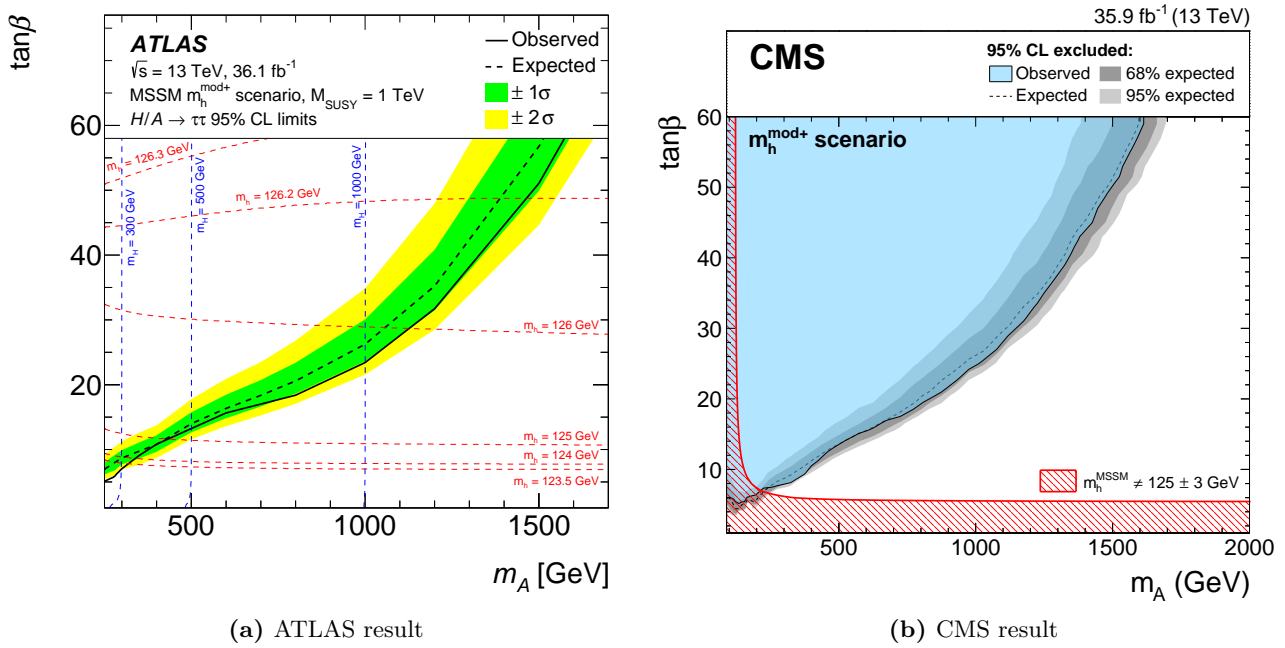 ATLAS
√s = 13 TeV, 36.1 fb⁻¹
MSSM m_h^mod+ scenario, M_SUSY = 1 TeV
H/A → ττ 95% CL limits
Observed
Expected
± 1σ
± 2σ
tanβ
60
40
20
m_h = 126.3 GeV
m_H = 300 GeV
m_H = 500 GeV
m_H = 1000 GeV
m_h = 126.2 GeV
m_h = 126 GeV
m_h = 125 GeV
m_h = 124 GeV
m_h = 123.5 GeV
500 1000 1500
m_A [GeV]
(a) ATLAS result
35.9 fb⁻¹ (13 TeV)
CMS
95% CL excluded:
Observed
68% expected
Expected
95% expected
tanβ
60
50
40
30
20
10
m_h^mod+ scenario
m_h^MSSM ≠ 125 ± 3 GeV
500 1000 1500 2000
m_A (GeV)
(b) CMS result